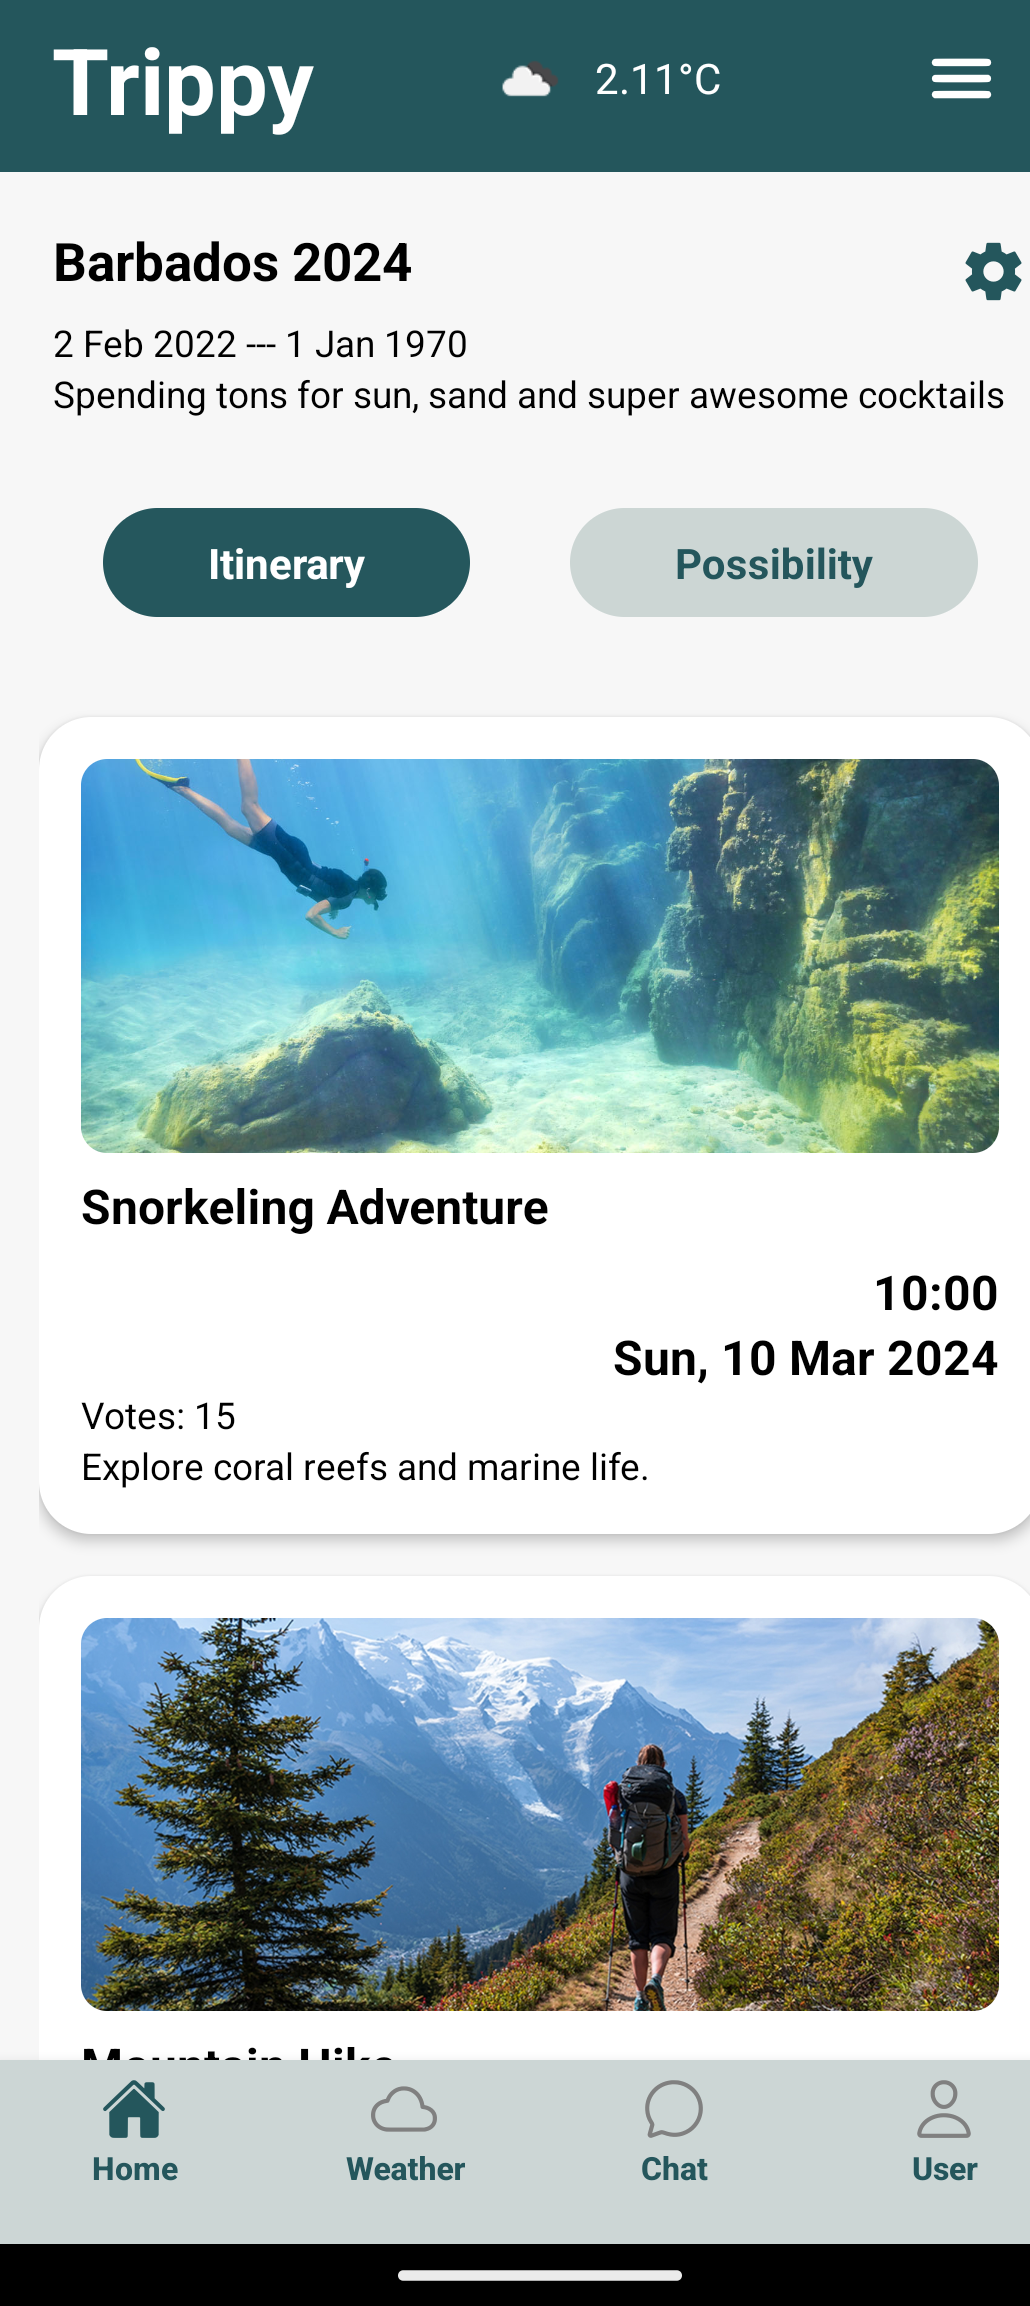 Trippy
2.11°C
Barbados 2024
2 Feb 2022 --- 1 Jan 1970
Spending tons for sun, sand and super awesome cocktails
Itinerary
Possibility
Snorkeling Adventure
10:00
Sun, 10 Mar 2024
Votes: 15
Explore coral reefs and marine life.
Mountain Hike
Home
Weather
Chat
User